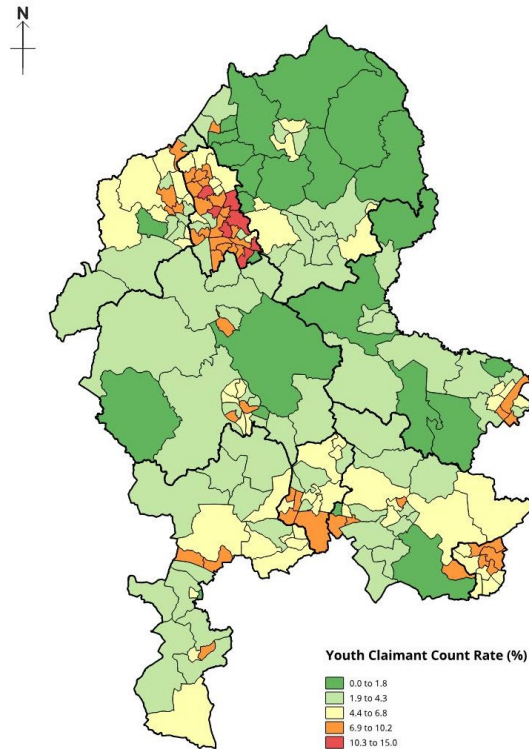 N
Youth Claimant Count Rate (%)
0.0 to 1.8
1.9 to 4.3
4.4 to 6.8
6.9 to 10.2
10.3 to 15.0